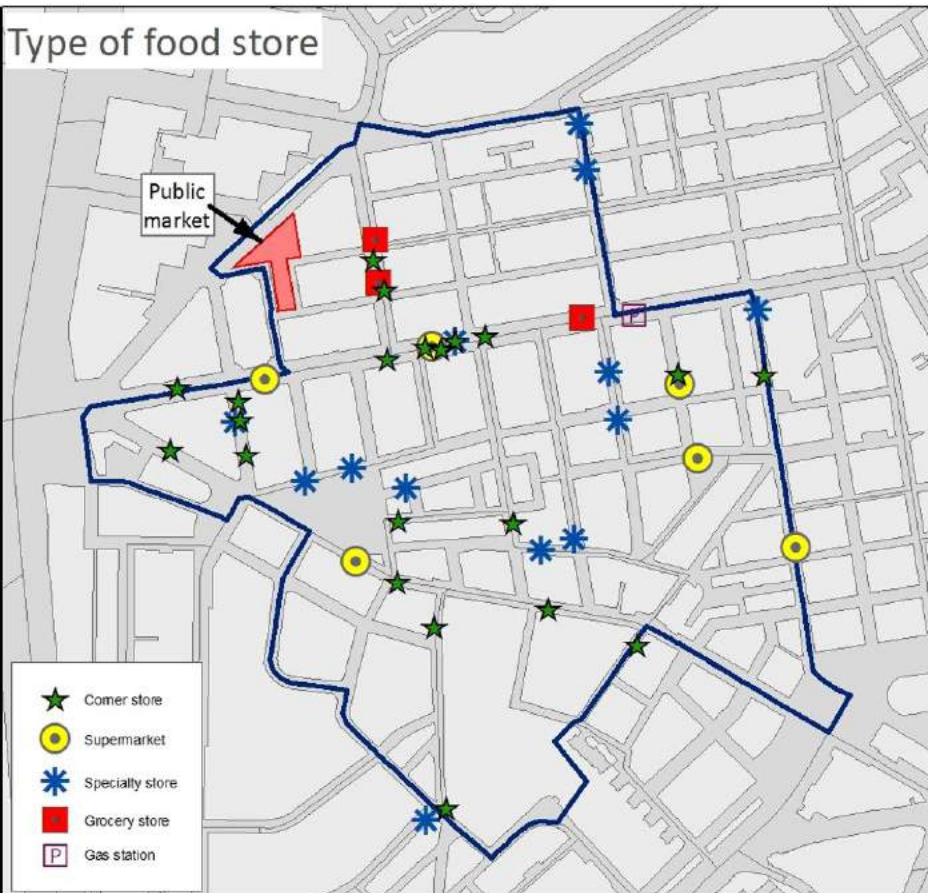 Type of food store
Public
market
Corner store
Supermarket
Specialty store
Grocery store
P
Gas station
P